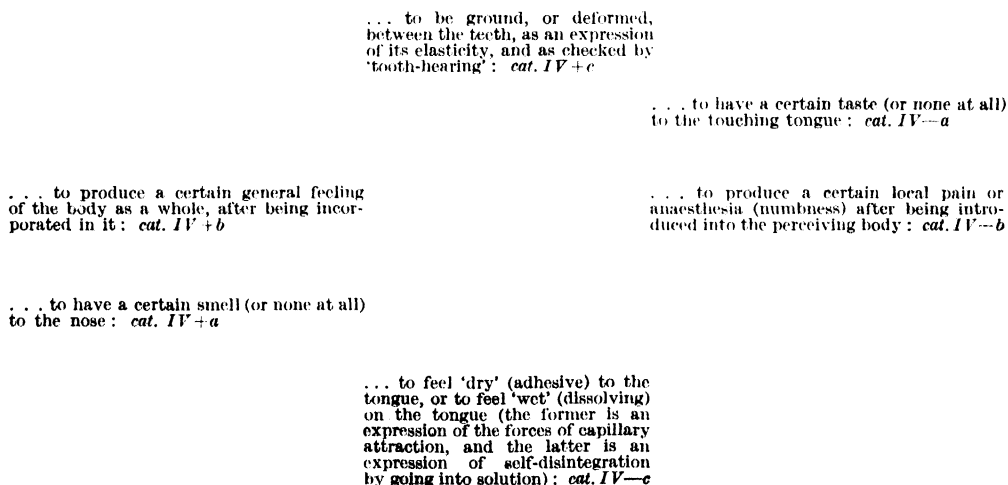 ... to be ground, or deformed,
between the teeth, as an expression
of its elasticity, and as checked by
'tooth-hearing' : cat. IV+c
. . . to have a certain taste (or none at all)
to the touching tongue : cat. IV—a
. . . to produce a certain general feeling
of the body as a whole, after being incor-
porated in it : cat. IV+b
. . . to produce a certain local pain or
anaesthesia (numbness) after being intro-
duced into the perceiving body : cat. IV—b
. . . to have a certain smell (or none at all)
to the nose : cat. IV+a
... to feel 'dry' (adhesive) to the
tongue, or to feel 'wet' (dissolving)
on the tongue (the former is an
expression of the forces of capillary
attraction, and the latter is an
expression of self-disintegration
by going into solution) : cat. IV—c